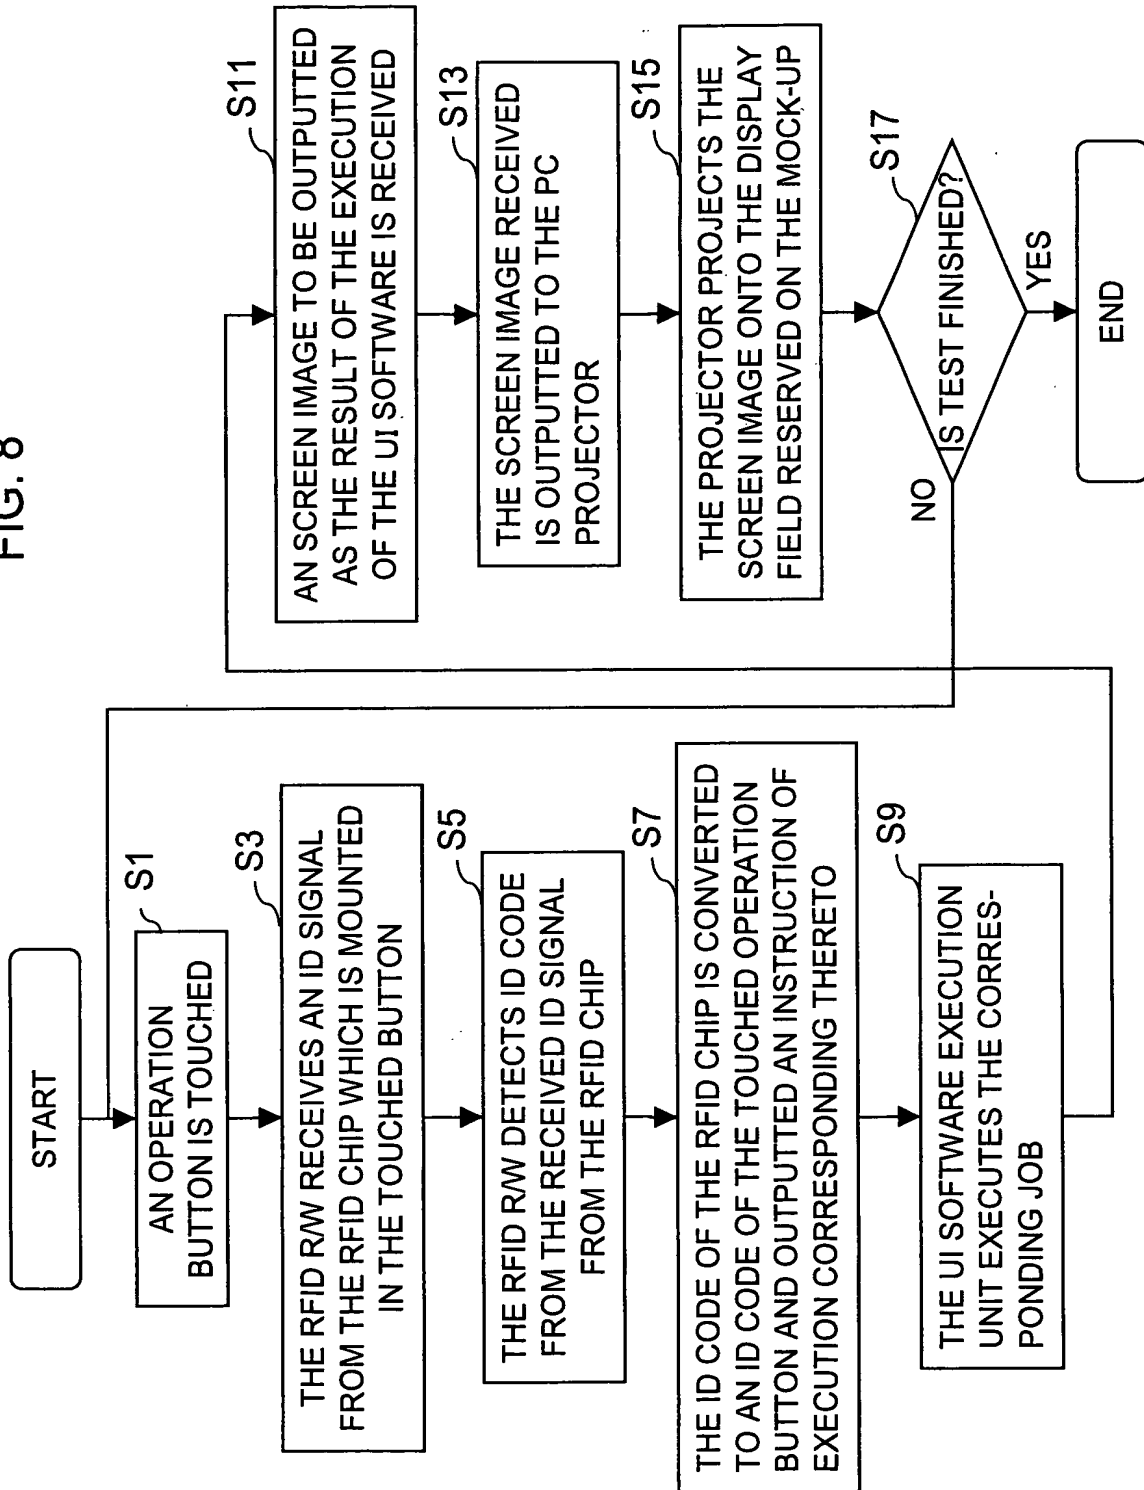 FIG. 8
START
S1
AN OPERATION
BUTTON IS TOUCHED
S3
THE RFID R/W RECEIVES AN ID SIGNAL
FROM THE RFID CHIP WHICH IS MOUNTED
IN THE TOUCHED BUTTON
S5
THE RFID R/W DETECTS ID CODE
FROM THE RECEIVED ID SIGNAL
FROM THE RFID CHIP
S7
THE ID CODE OF THE RFID CHIP IS CONVERTED
TO AN ID CODE OF THE TOUCHED OPERATION
BUTTON AND OUTPUTTED AN INSTRUCTION OF
EXECUTION CORRESPONDING THERETO
S9
THE UI SOFTWARE EXECUTION
UNIT EXECUTES THE CORRES-
PONDING JOB
S11
AN SCREEN IMAGE TO BE OUTPUTTED
AS THE RESULT OF THE EXECUTION
OF THE UI SOFTWARE IS RECEIVED
S13
THE SCREEN IMAGE RECEIVED
IS OUTPUTTED TO THE PC
PROJECTOR
S15
THE PROJECTOR PROJECTS THE
SCREEN IMAGE ONTO THE DISPLAY
FIELD RESERVED ON THE MOCK-UP
S17
IS TEST FINISHED?
NO
YES
END